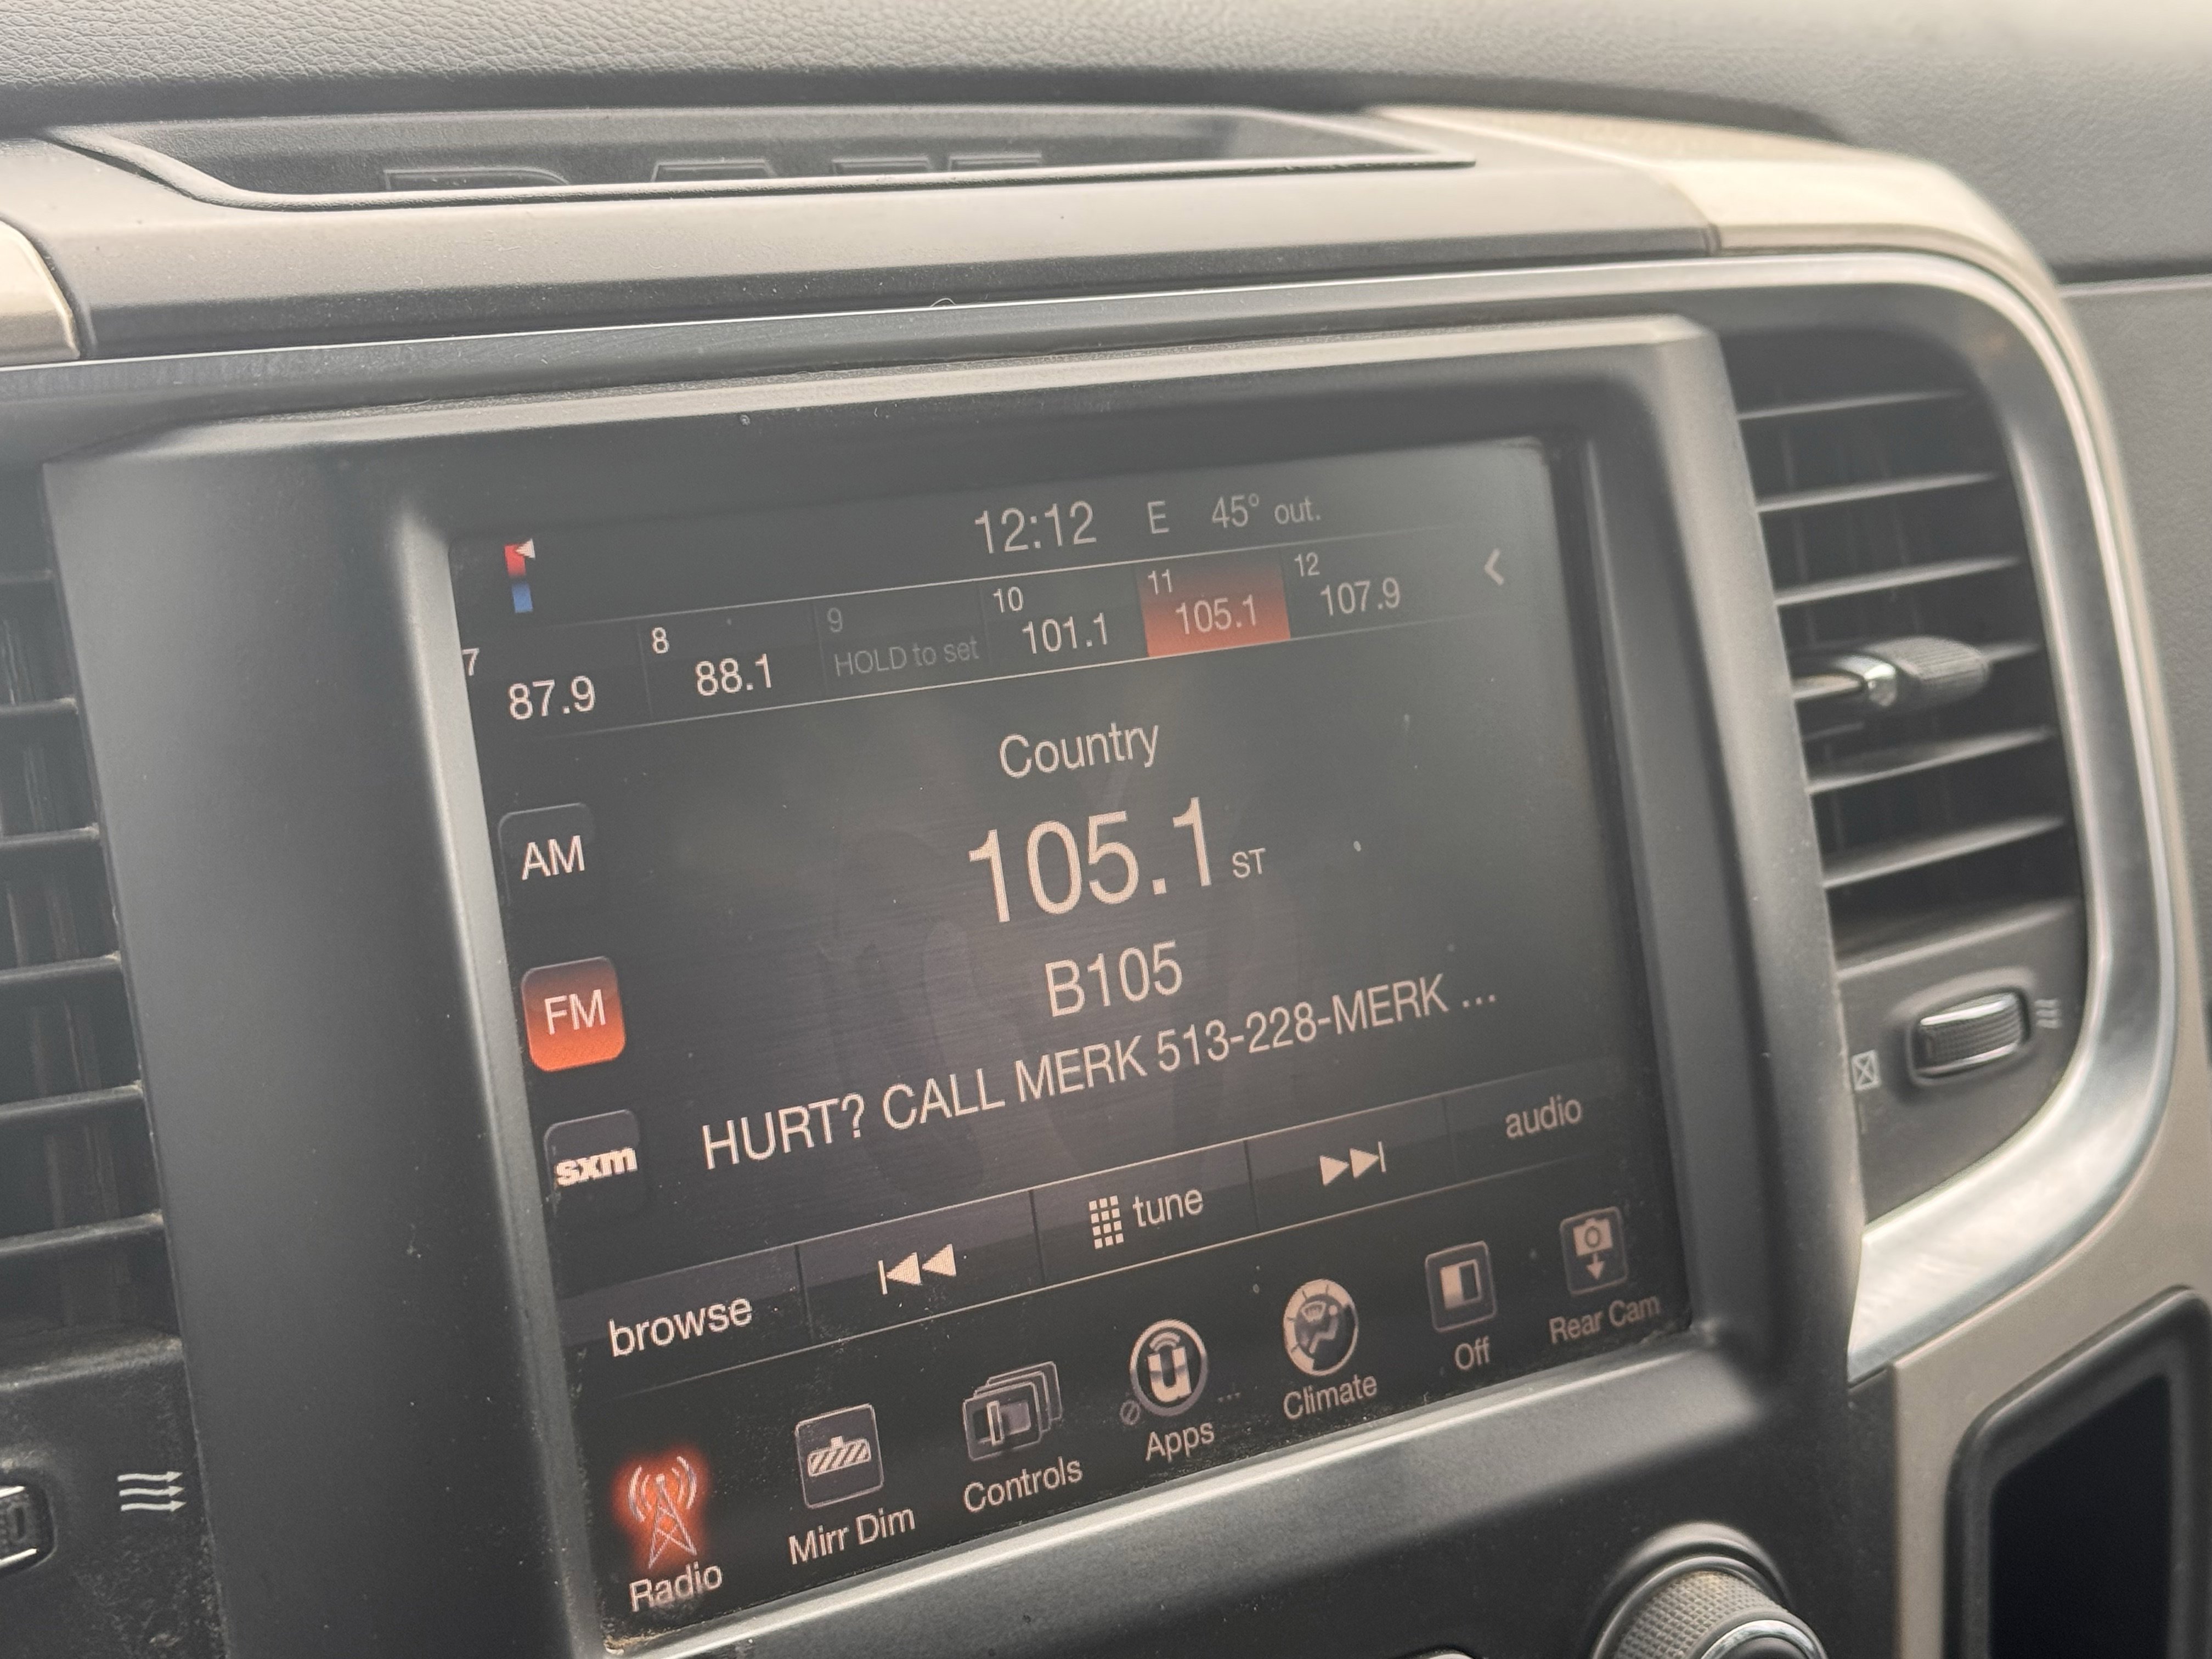 12:12 E 45° out.
7 87.9
8 88.1
9 HOLD to set
10 101.1
11 105.1
12 107.9
Country
105.1 ST
B105
HURT? CALL MERK 513-228-MERK ...
AM
FM
sxm
browse
tune
audio
Radio
Mirr Dim
Controls
Apps
Climate
Off
Rear Cam